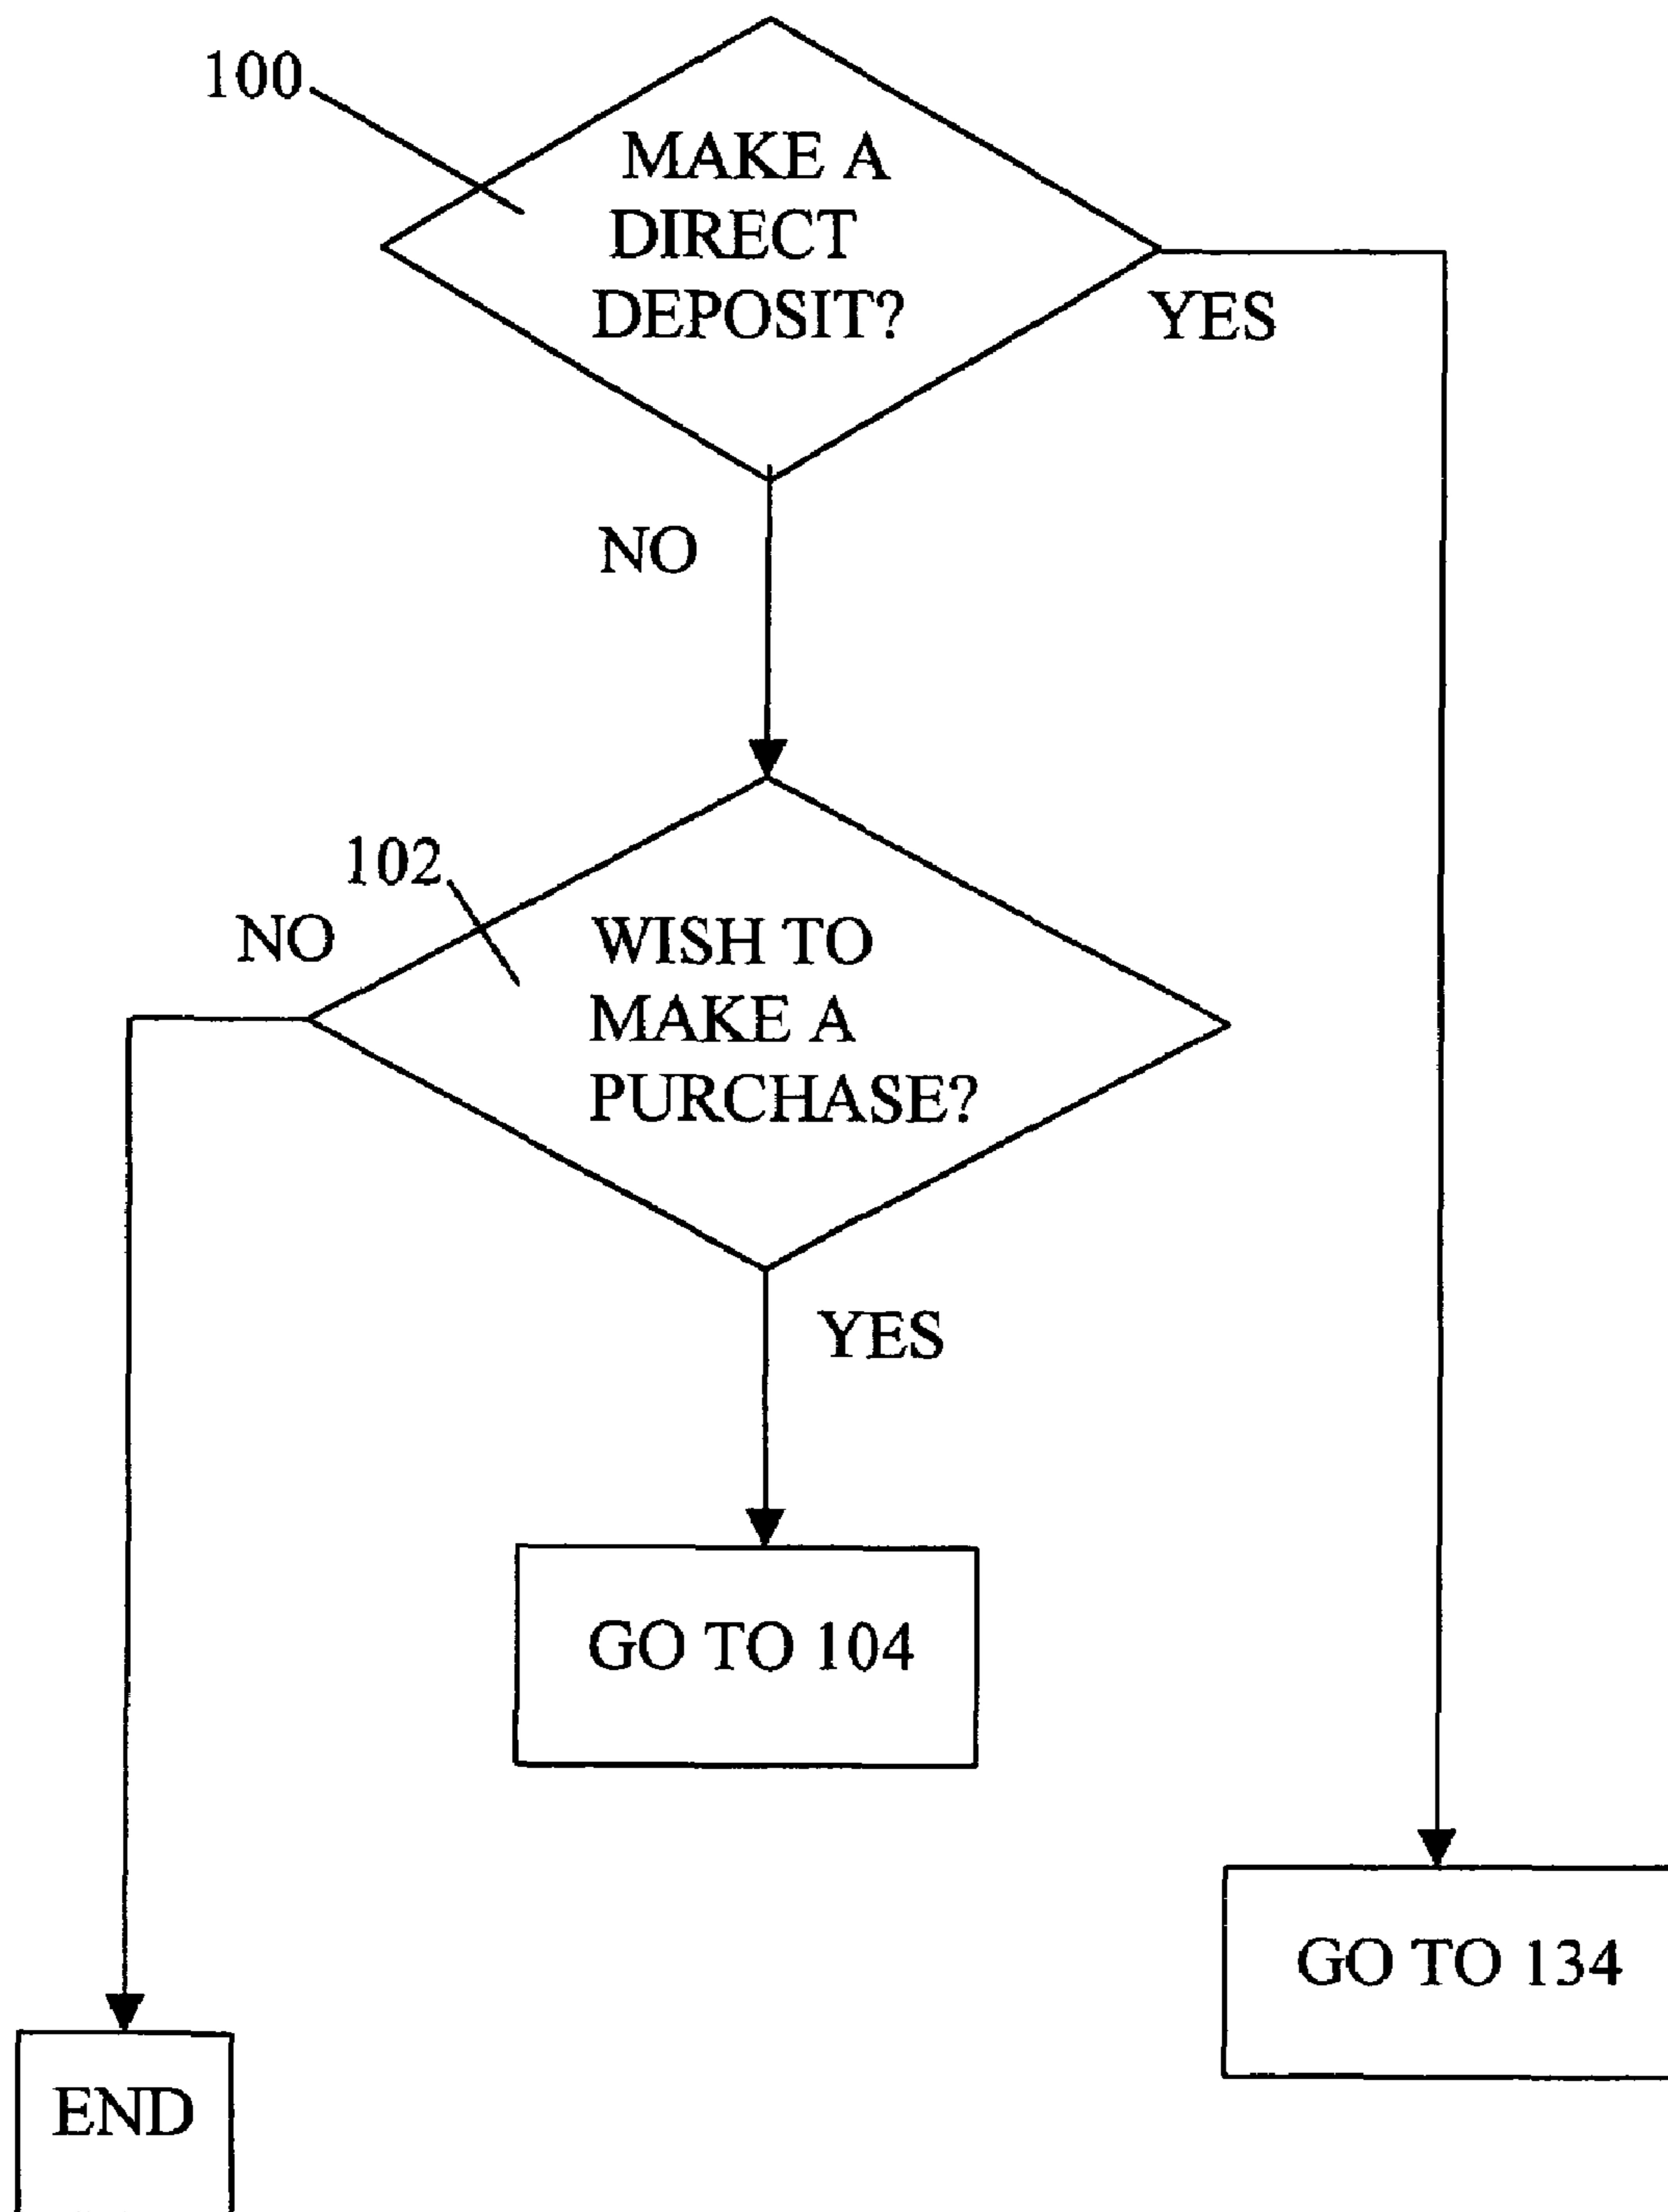 100
MAKE A
DIRECT
DEPOSIT?
YES
NO
102
NO
WISH TO
MAKE A
PURCHASE?
YES
GO TO 104
GO TO 134
END